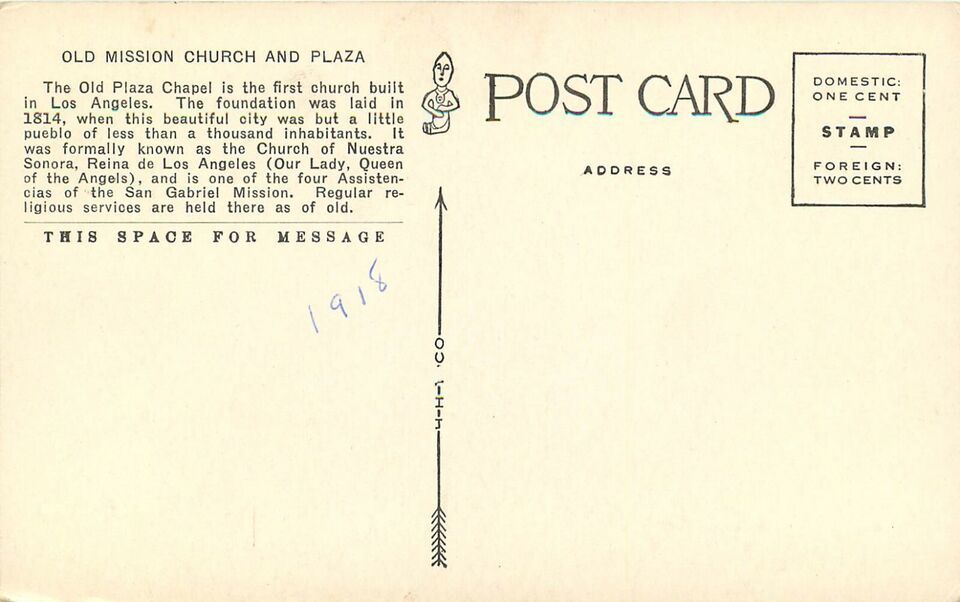 OLD MISSION CHURCH AND PLAZA
The Old Plaza Chapel is the first church built
in Los Angeles. The foundation was laid in
1814, when this beautiful city was but a little
pueblo of less than a thousand inhabitants. It
was formally known as the Church of Nuestra
Sonora, Reina de Los Angeles (Our Lady, Queen
of the Angels), and is one of the four Assisten-
cias of the San Gabriel Mission. Regular re-
ligious services are held there as of old.
THIS SPACE FOR MESSAGE
1918
POST CARD
ADDRESS
DOMESTIC:
ONE CENT
STAMP
FOREIGN:
TWO CENTS